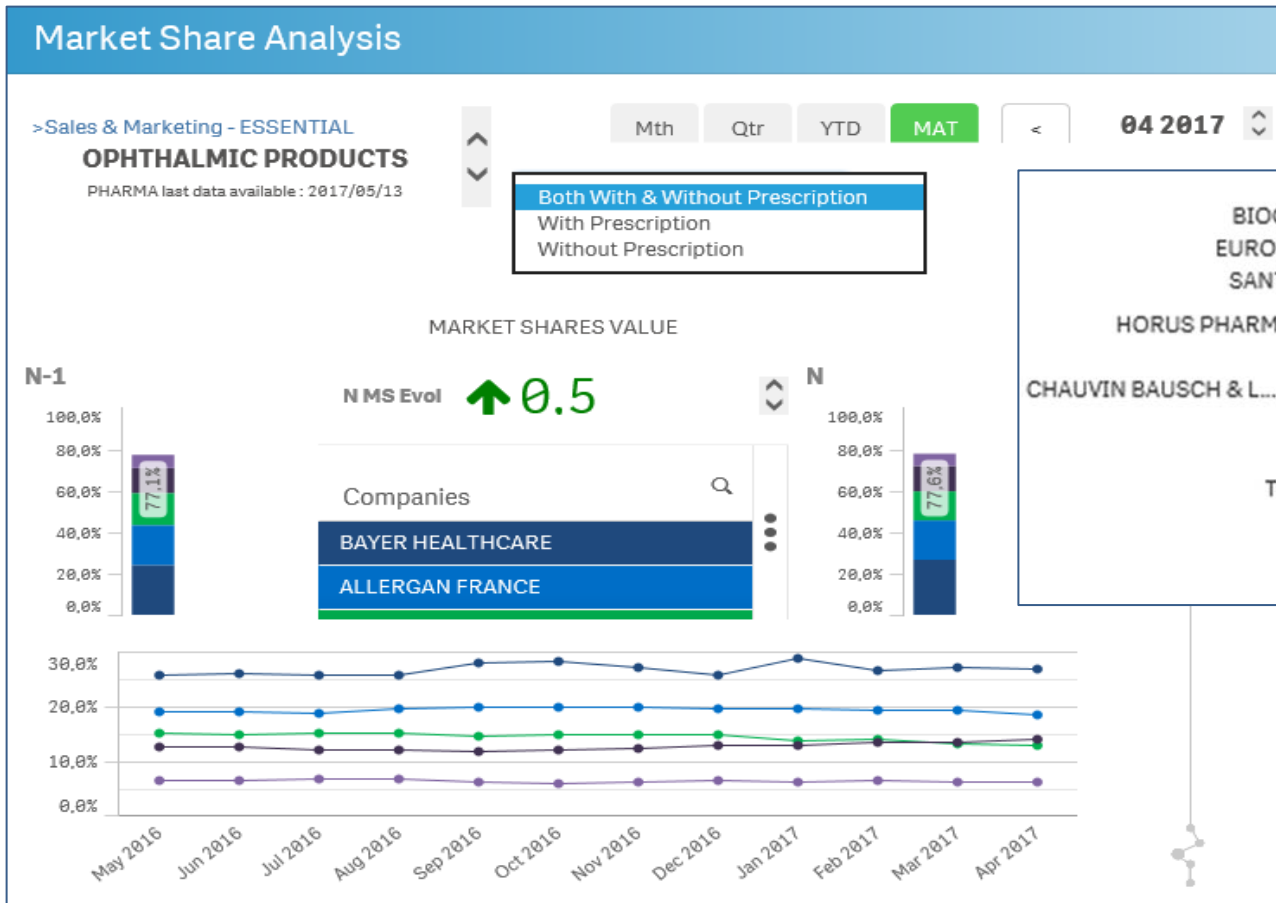 Market Share Analysis
>Sales & Marketing - ESSENTIAL
OPHTHALMIC PRODUCTS
PHARMA last data available : 2017/05/13
Mth Qtr YTD MAT < 04 2017
Both With & Without Prescription
With Prescription
Without Prescription
BIO
EURO
SAN
HORUS PHARM
CHAUVIN BAUSCH & L...
T
MARKET SHARES VALUE
N-1
N MS Evol 0.5
N
100,0%
80,0%
60,0%
40,0%
20,0%
0,0%
77.1%
Companies
BAYER HEALTHCARE
ALLERGAN FRANCE
100,0%
80,0%
60,0%
40,0%
20,0%
0,0%
77.6%
30,0%
20,0%
10,0%
0,0%
May 2016 Jun 2016 Jul 2016 Aug 2016 Sep 2016 Oct 2016 Nov 2016 Dec 2016 Jan 2017 Feb 2017 Mar 2017 Apr 2017